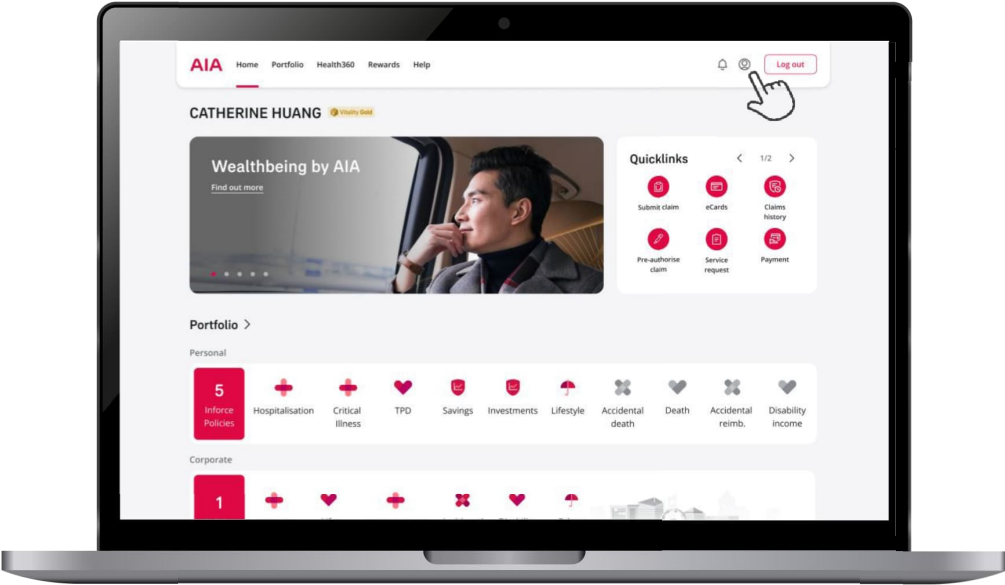 AIA Home Portfolio Health360 Rewards Help Log out
CATHERINE HUANG Vitality Gold
Wealthbeing by AIA
Find out more
Quicklinks 1/2
Submit claim eCards Claims
history
Pre-authorise Service Payment
claim request
Portfolio
Personal
5
Inforce
Policies
Hospitalisation Critical TPD Savings Investments Lifestyle Accidental Death Accidental Disability
Illness death reimb. income
Corporate
1